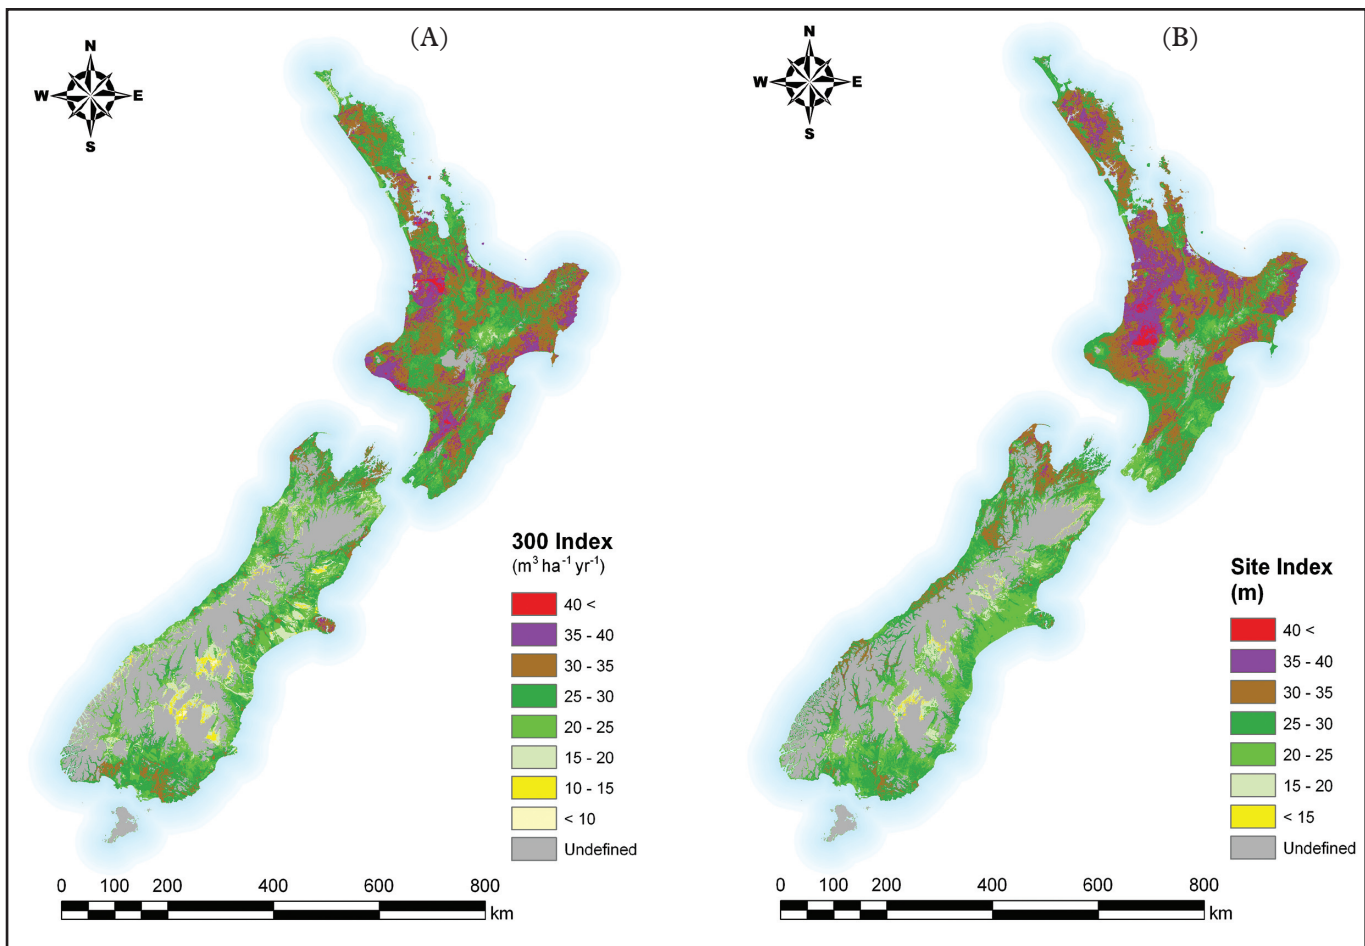 (A)
N
W E
S
300 Index
(m³ ha⁻¹ yr⁻¹)
40 <
35 - 40
30 - 35
25 - 30
20 - 25
15 - 20
10 - 15
< 10
Undefined
0 100 200 400 600 800
km
(B)
N
W E
S
Site Index
(m)
40 <
35 - 40
30 - 35
25 - 30
20 - 25
15 - 20
< 15
Undefined
0 100 200 400 600 800
km